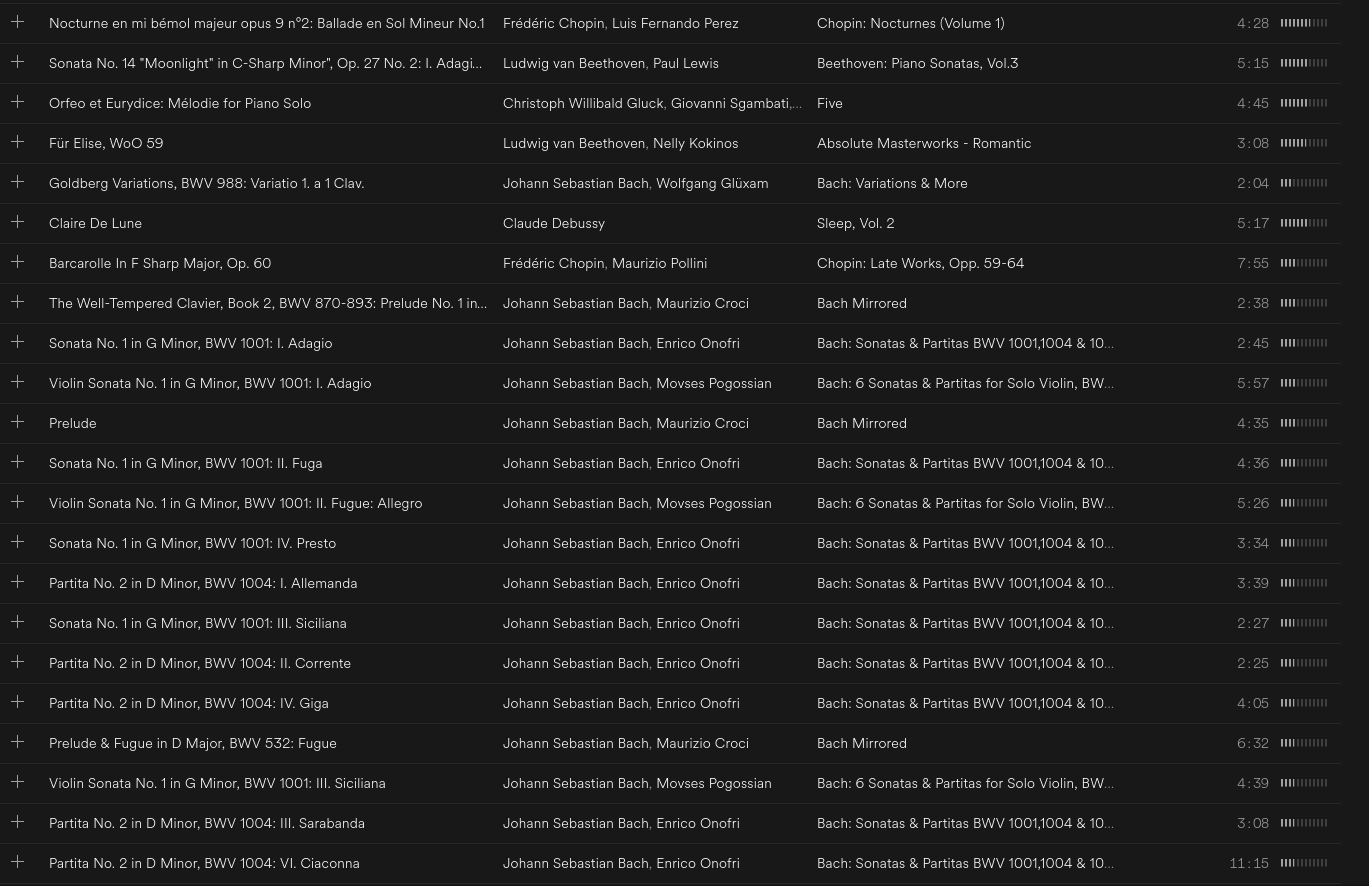 Nocturne en mi bémol majeur opus 9 n°2: Ballade en Sol Mineur No.1 Frédéric Chopin, Luis Fernando Perez Chopin: Nocturnes (Volume 1) 4:28
Sonata No. 14 "Moonlight" in C-Sharp Minor", Op. 27 No. 2: I. Adagi... Ludwig van Beethoven, Paul Lewis Beethoven: Piano Sonatas, Vol.3 5:15
Orfeo et Eurydice: Mélodie for Piano Solo Christoph Willibald Gluck, Giovanni Sgambati,... Five 4:45
Für Elise, WoO 59 Ludwig van Beethoven, Nelly Kokinos Absolute Masterworks - Romantic 3:08
Goldberg Variations, BWV 988: Variatio 1. a 1 Clav. Johann Sebastian Bach, Wolfgang Glüxam Bach: Variations & More 2:04
Claire De Lune Claude Debussy Sleep, Vol. 2 5:17
Barcarolle In F Sharp Major, Op. 60 Frédéric Chopin, Maurizio Pollini Chopin: Late Works, Opp. 59-64 7:55
The Well-Tempered Clavier, Book 2, BWV 870-893: Prelude No. 1 in... Johann Sebastian Bach, Maurizio Croci Bach Mirrored 2:38
Sonata No. 1 in G Minor, BWV 1001: I. Adagio Johann Sebastian Bach, Enrico Onofri Bach: Sonatas & Partitas BWV 1001,1004 & 10... 2:45
Violin Sonata No. 1 in G Minor, BWV 1001: I. Adagio Johann Sebastian Bach, Movses Pogossian Bach: 6 Sonatas & Partitas for Solo Violin, BW... 5:57
Prelude Johann Sebastian Bach, Maurizio Croci Bach Mirrored 4:35
Sonata No. 1 in G Minor, BWV 1001: II. Fuga Johann Sebastian Bach, Enrico Onofri Bach: Sonatas & Partitas BWV 1001,1004 & 10... 4:36
Violin Sonata No. 1 in G Minor, BWV 1001: II. Fugue: Allegro Johann Sebastian Bach, Movses Pogossian Bach: 6 Sonatas & Partitas for Solo Violin, BW... 5:26
Sonata No. 1 in G Minor, BWV 1001: IV. Presto Johann Sebastian Bach, Enrico Onofri Bach: Sonatas & Partitas BWV 1001,1004 & 10... 3:34
Partita No. 2 in D Minor, BWV 1004: I. Allemanda Johann Sebastian Bach, Enrico Onofri Bach: Sonatas & Partitas BWV 1001,1004 & 10... 3:39
Sonata No. 1 in G Minor, BWV 1001: III. Siciliana Johann Sebastian Bach, Enrico Onofri Bach: Sonatas & Partitas BWV 1001,1004 & 10... 2:27
Partita No. 2 in D Minor, BWV 1004: II. Corrente Johann Sebastian Bach, Enrico Onofri Bach: Sonatas & Partitas BWV 1001,1004 & 10... 2:25
Partita No. 2 in D Minor, BWV 1004: IV. Giga Johann Sebastian Bach, Enrico Onofri Bach: Sonatas & Partitas BWV 1001,1004 & 10... 4:05
Prelude & Fugue in D Major, BWV 532: Fugue Johann Sebastian Bach, Maurizio Croci Bach Mirrored 6:32
Violin Sonata No. 1 in G Minor, BWV 1001: III. Siciliana Johann Sebastian Bach, Movses Pogossian Bach: 6 Sonatas & Partitas for Solo Violin, BW... 4:39
Partita No. 2 in D Minor, BWV 1004: III. Sarabanda Johann Sebastian Bach, Enrico Onofri Bach: Sonatas & Partitas BWV 1001,1004 & 10... 3:08
Partita No. 2 in D Minor, BWV 1004: VI. Ciaconna Johann Sebastian Bach, Enrico Onofri Bach: Sonatas & Partitas BWV 1001,1004 & 10... 11:15